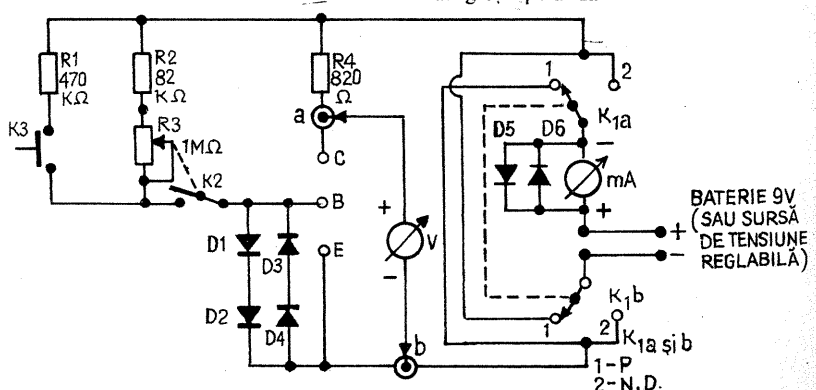 R1
470
KΩ
R2
82
KΩ
R4
820
Ω
a
R3
1MΩ
K3
K2
C
B
E
D1
D3
D2
D4
+
V
-
b
1
2
K1a
D5
D6
-
mA
+
BATERIE 9V
+ (SAU SURSĂ
- DE TENSIUNE
REGLABILĂ)
K1b
1
2
K1a și b
1-P
2-N.D.